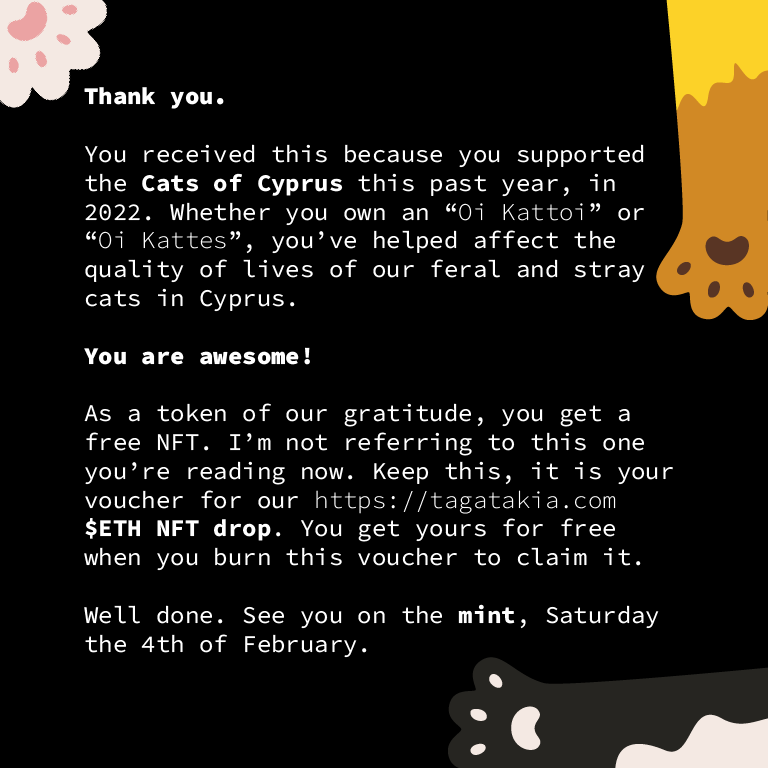 Thank you.
You received this because you supported
the Cats of Cyprus this past year, in
2022. Whether you own an “Oi Kattoi” or
“Oi Kattes”, you’ve helped affect the
quality of lives of our feral and stray
cats in Cyprus.
You are awesome!
As a token of our gratitude, you get a
free NFT. I’m not referring to this one
you’re reading now. Keep this, it is your
voucher for our https://tagatakia.com
$ETH NFT drop. You get yours for free
when you burn this voucher to claim it.
Well done. See you on the mint, Saturday
the 4th of February.